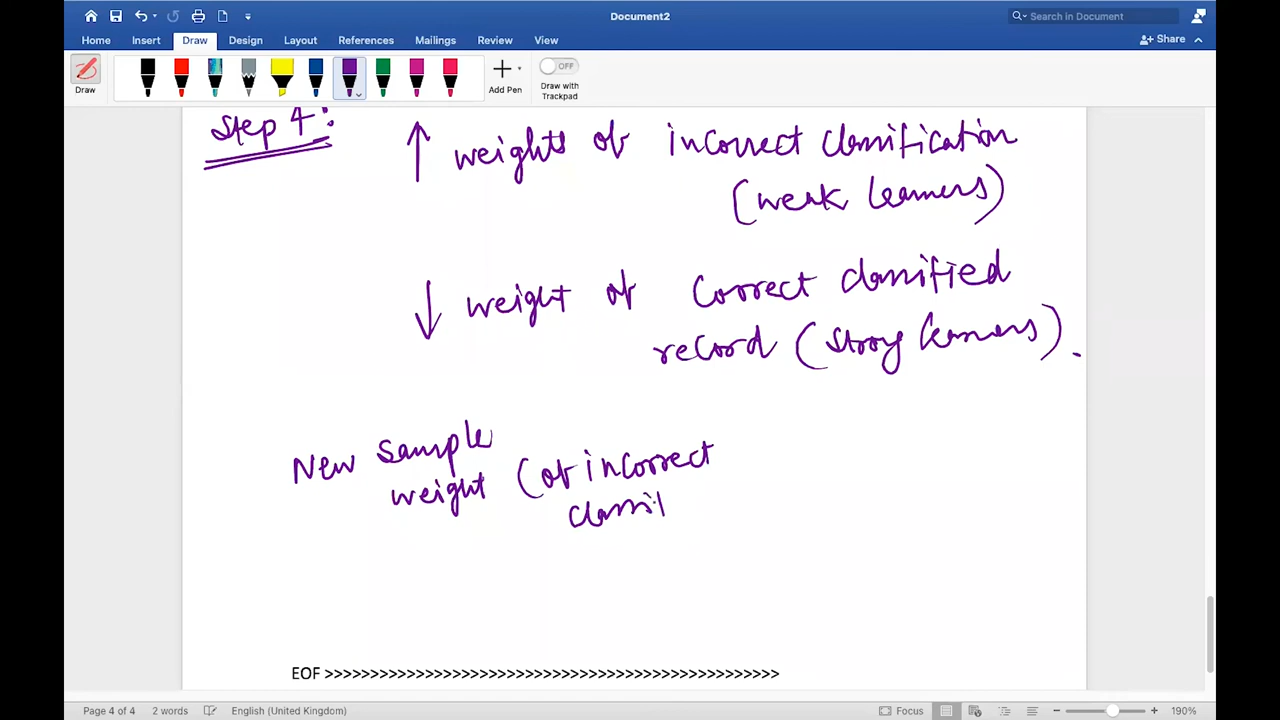 Document2
Search in Document
Home Insert Draw Design Layout References Mailings Review View
Share
OFF
Draw
Add Pen
Draw with
Trackpad
Step 4:
↑ weights of incorrect classification
(weak learners)
↓ weight of correct classified
record (strong learners).
New sample
weight (of incorrect
classi
EOF >>>>>>>>>>>>>>>>>>>>>>>>>>>>>>>>>>>>>>>>>>>>>>>>>>
Page 4 of 4 2 words English (United Kingdom) Focus 190%